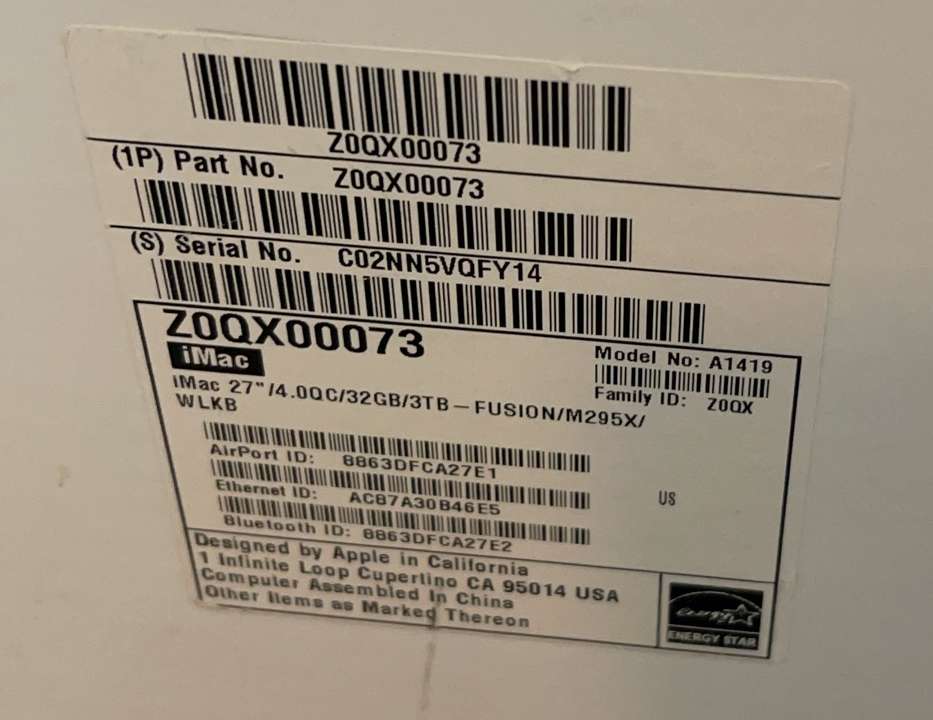 Z0QX00073
(1P) Part No. Z0QX00073
(S) Serial No. C02NN5VQFY14
Z0QX00073
iMac
Model No: A1419
Family ID: Z0QX
iMac 27"/4.0QC/32GB/3TB-FUSION/M295X/
WLKB
AirPort ID: 8863DFCA27E1
Ethernet ID: AC87A30B46E5
US
Bluetooth ID: 8863DFCA27E2
Designed by Apple in California
1 Infinite Loop Cupertino CA 95014 USA
Computer Assembled In China
Other Items as Marked Thereon
energy
ENERGY STAR